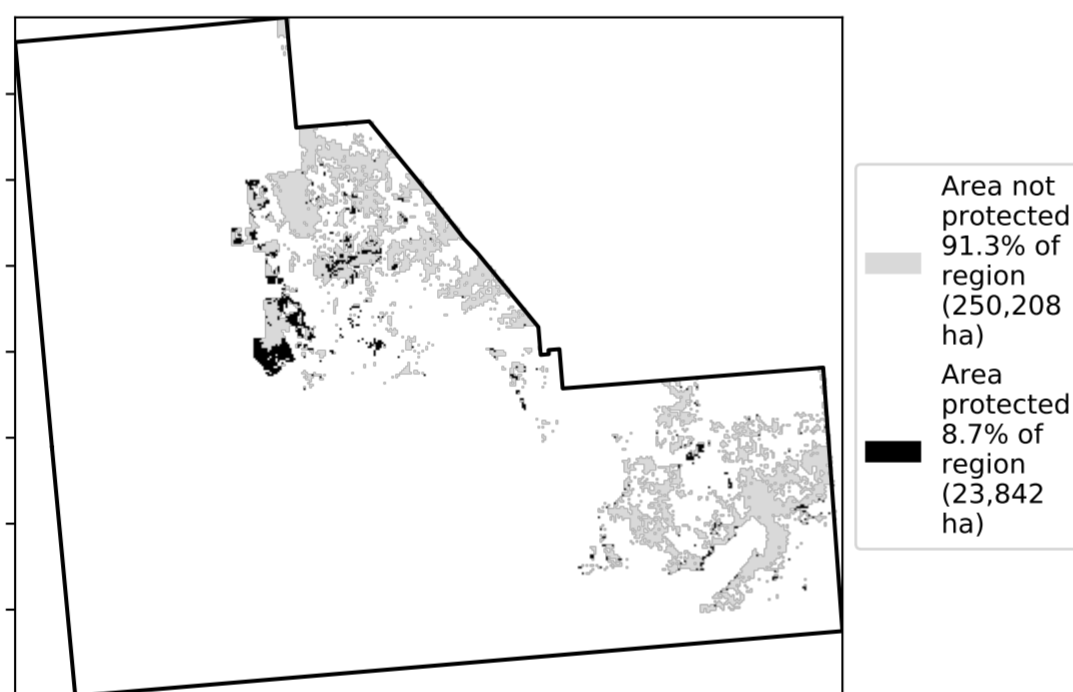 Area not
protected
91.3% of
region
(250,208
ha)
Area
protected
8.7% of
region
(23,842
ha)